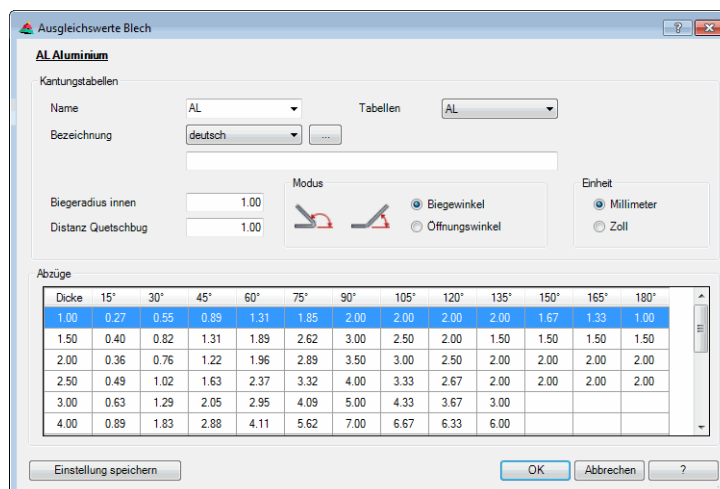 Ausgleichswerte Blech
?
AL Aluminium
Kantungstabellen
Name AL Tabellen AL
Bezeichnung deutsch ...
Modus Einheit
Biegeradius innen 1.00 Biegewinkel Millimeter
Distanz Quetschbug 1.00 Öffnungswinkel Zoll
Abzüge
Dicke 15° 30° 45° 60° 75° 90° 105° 120° 135° 150° 165° 180°
1.00 0.27 0.55 0.89 1.31 1.85 2.00 2.00 2.00 2.00 1.67 1.33 1.00
1.50 0.40 0.82 1.31 1.89 2.62 3.00 2.50 2.00 1.50 1.50 1.50 1.50
2.00 0.36 0.76 1.22 1.96 2.89 3.50 3.00 2.50 2.00 2.00 2.00 2.00
2.50 0.49 1.02 1.63 2.37 3.32 4.00 3.33 2.67 2.00 2.00 2.00 2.00
3.00 0.63 1.29 2.05 2.95 4.09 5.00 4.33 3.67 3.00
4.00 0.89 1.83 2.88 4.11 5.62 7.00 6.67 6.33 6.00
Einstellung speichern OK Abbrechen ?